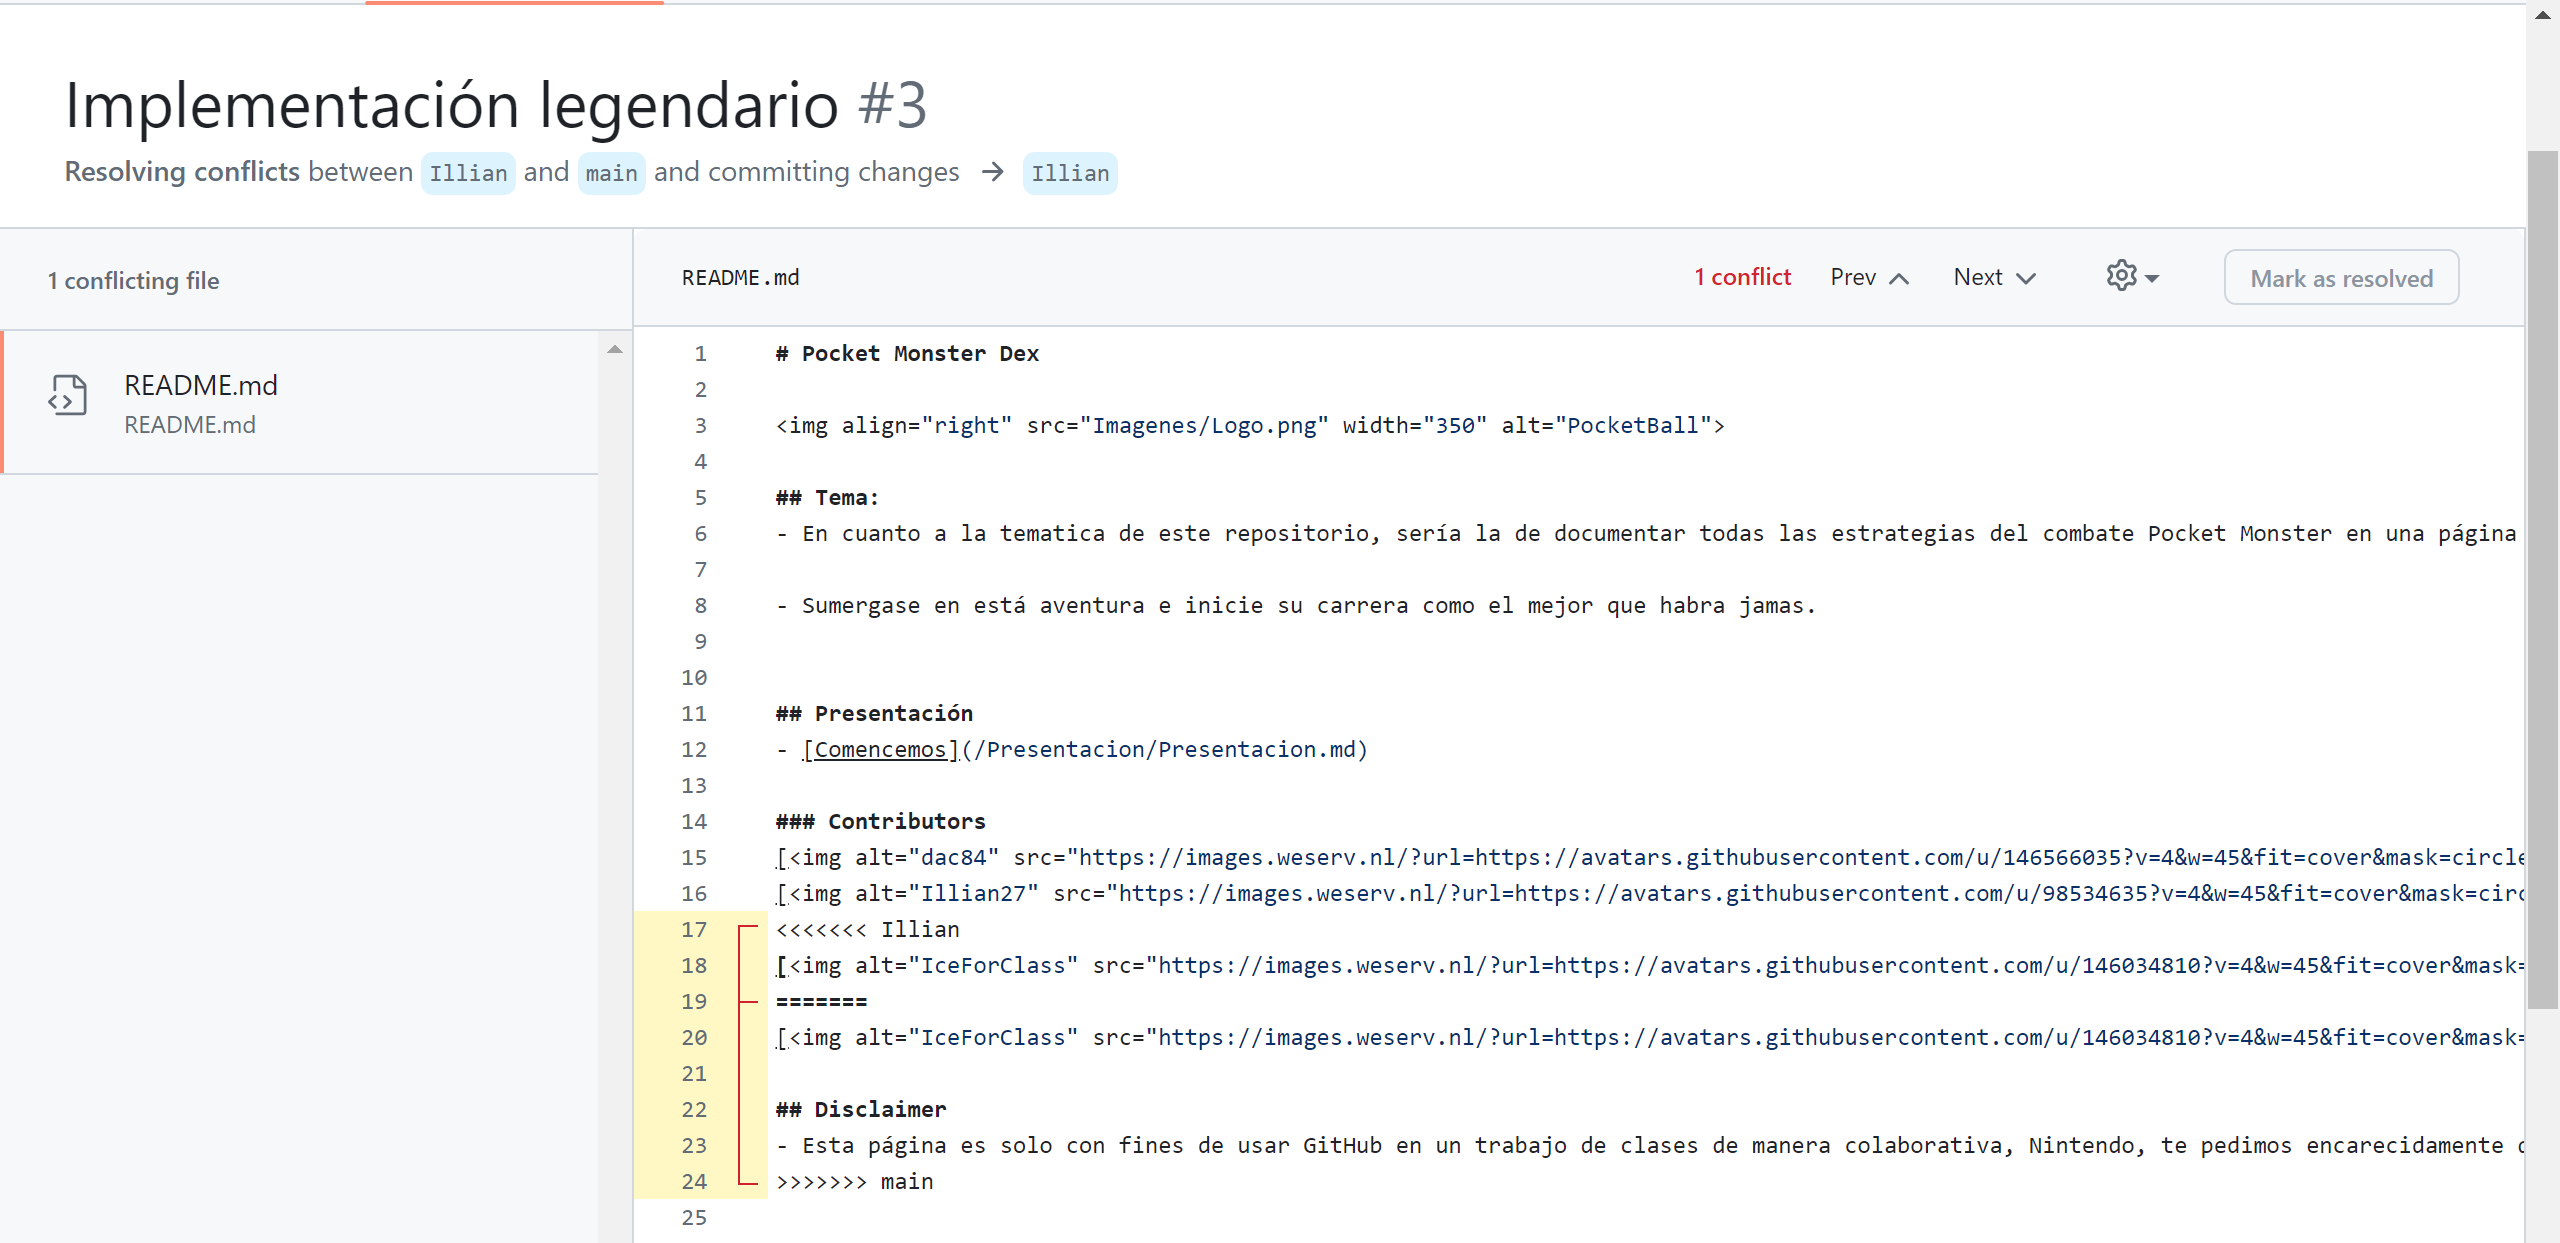 Implementación legendario #3
Resolving conflicts between Illian and main and committing changes → Illian
1 conflicting file
README.md
README.md
README.md
1 conflict Prev Next Mark as resolved
1 # Pocket Monster Dex
2
3 <img align="right" src="Imagenes/Logo.png" width="350" alt="PocketBall">
4
5 ## Tema:
6 - En cuanto a la tematica de este repositorio, sería la de documentar todas las estrategias del combate Pocket Monster en una página
7
8 - Sumergase en está aventura e inicie su carrera como el mejor que habra jamas.
9
10
11 ## Presentación
12 - [Comencemos](/Presentacion/Presentacion.md)
13
14 ### Contributors
15 [<img alt="dac84" src="https://images.weserv.nl/?url=https://avatars.githubusercontent.com/u/146566035?v=4&w=45&fit=cover&mask=circle
16 [<img alt="Illian27" src="https://images.weserv.nl/?url=https://avatars.githubusercontent.com/u/98534635?v=4&w=45&fit=cover&mask=circ
17 <<<<<<< Illian
18 [<img alt="IceForClass" src="https://images.weserv.nl/?url=https://avatars.githubusercontent.com/u/146034810?v=4&w=45&fit=cover&mask=
19 =======
20 [<img alt="IceForClass" src="https://images.weserv.nl/?url=https://avatars.githubusercontent.com/u/146034810?v=4&w=45&fit=cover&mask=
21
22 ## Disclaimer
23 - Esta página es solo con fines de usar GitHub en un trabajo de clases de manera colaborativa, Nintendo, te pedimos encarecidamente
24 >>>>>>> main
25